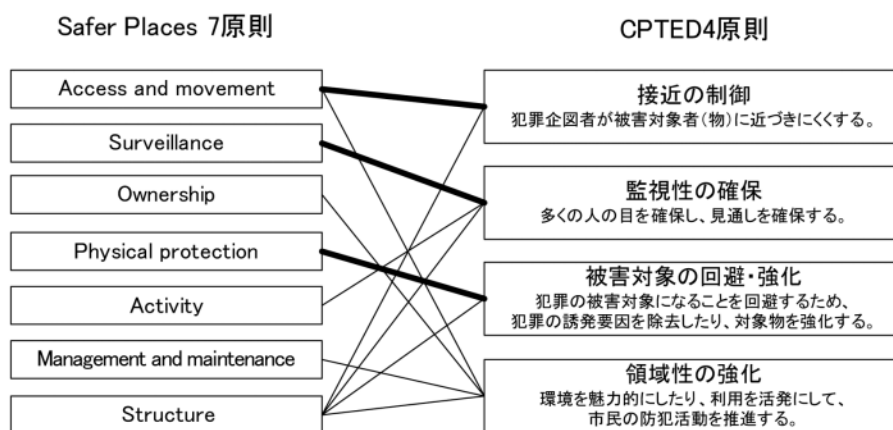 Safer Places 7原則
Access and movement
Surveillance
Ownership
Physical protection
Activity
Management and maintenance
Structure
CPTED4原則
接近の制御
犯罪企図者が被害対象者(物)に近づきにくくする。
監視性の確保
多くの人の目を確保し、見通しを確保する。
被害対象の回避・強化
犯罪の被害対象になることを回避するため、
犯罪の誘発要因を除去したり、対象物を強化する。
領域性の強化
環境を魅力的にしたり、利用を活発にして、
市民の防犯活動を推進する。